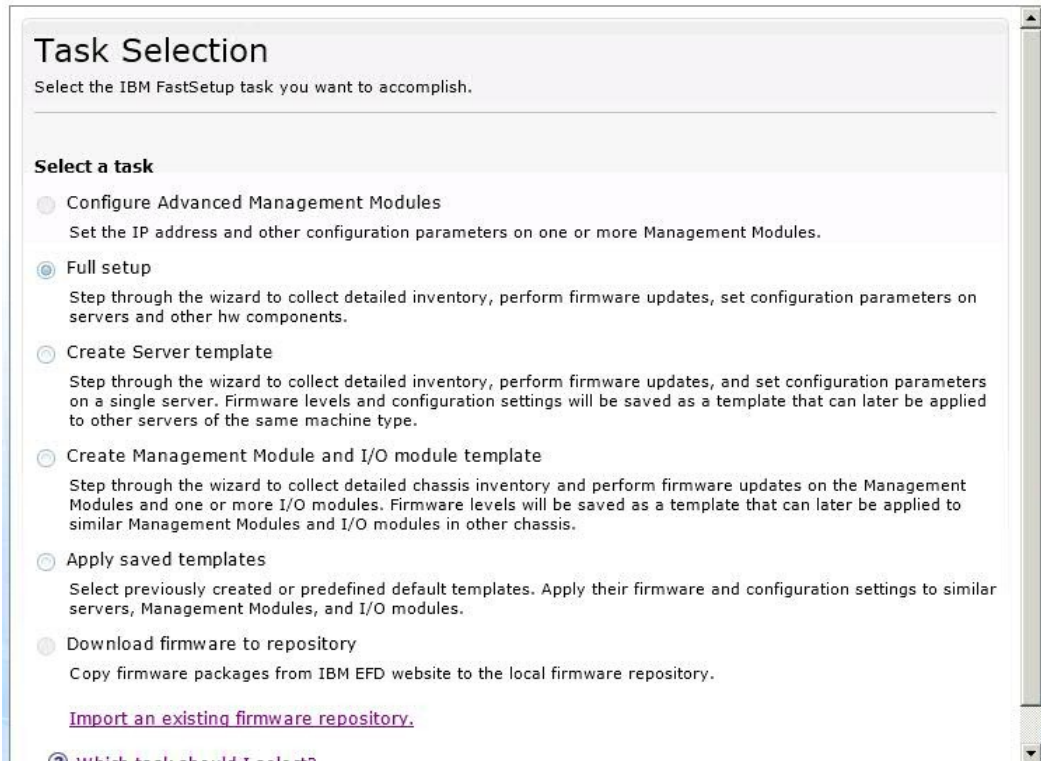 Task Selection
Select the IBM FastSetup task you want to accomplish.
Select a task
Configure Advanced Management Modules
Set the IP address and other configuration parameters on one or more Management Modules.
Full setup
Step through the wizard to collect detailed inventory, perform firmware updates, set configuration parameters on
servers and other hw components.
Create Server template
Step through the wizard to collect detailed inventory, perform firmware updates, and set configuration parameters
on a single server. Firmware levels and configuration settings will be saved as a template that can later be applied
to other servers of the same machine type.
Create Management Module and I/O module template
Step through the wizard to collect detailed chassis inventory and perform firmware updates on the Management
Modules and one or more I/O modules. Firmware levels will be saved as a template that can later be applied to
similar Management Modules and I/O modules in other chassis.
Apply saved templates
Select previously created or predefined default templates. Apply their firmware and configuration settings to similar
servers, Management Modules, and I/O modules.
Download firmware to repository
Copy firmware packages from IBM EFD website to the local firmware repository.
Import an existing firmware repository.
Which task should I select?